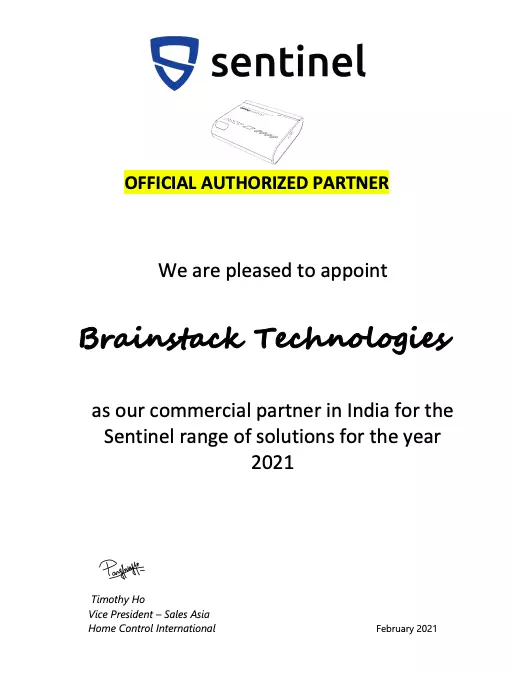 sentinel
OFFICIAL AUTHORIZED PARTNER
We are pleased to appoint
Brainstack Technologies
as our commercial partner in India for the
Sentinel range of solutions for the year
2021
Timothy Ho
Vice President – Sales Asia
Home Control International
February 2021